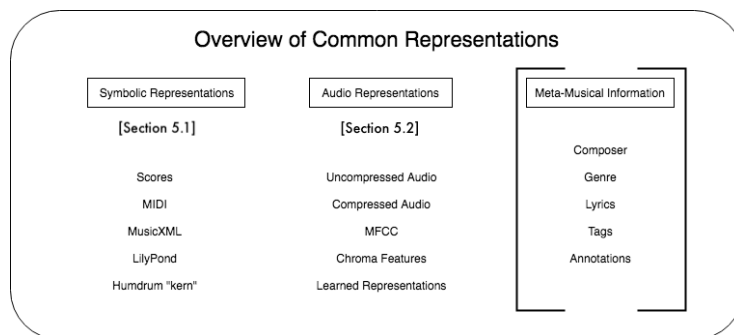 Overview of Common Representations
Symbolic Representations
[Section 5.1]
Scores
MIDI
MusicXML
LilyPond
Humdrum "kern"
Audio Representations
[Section 5.2]
Uncompressed Audio
Compressed Audio
MFCC
Chroma Features
Learned Representations
Meta-Musical Information
Composer
Genre
Lyrics
Tags
Annotations